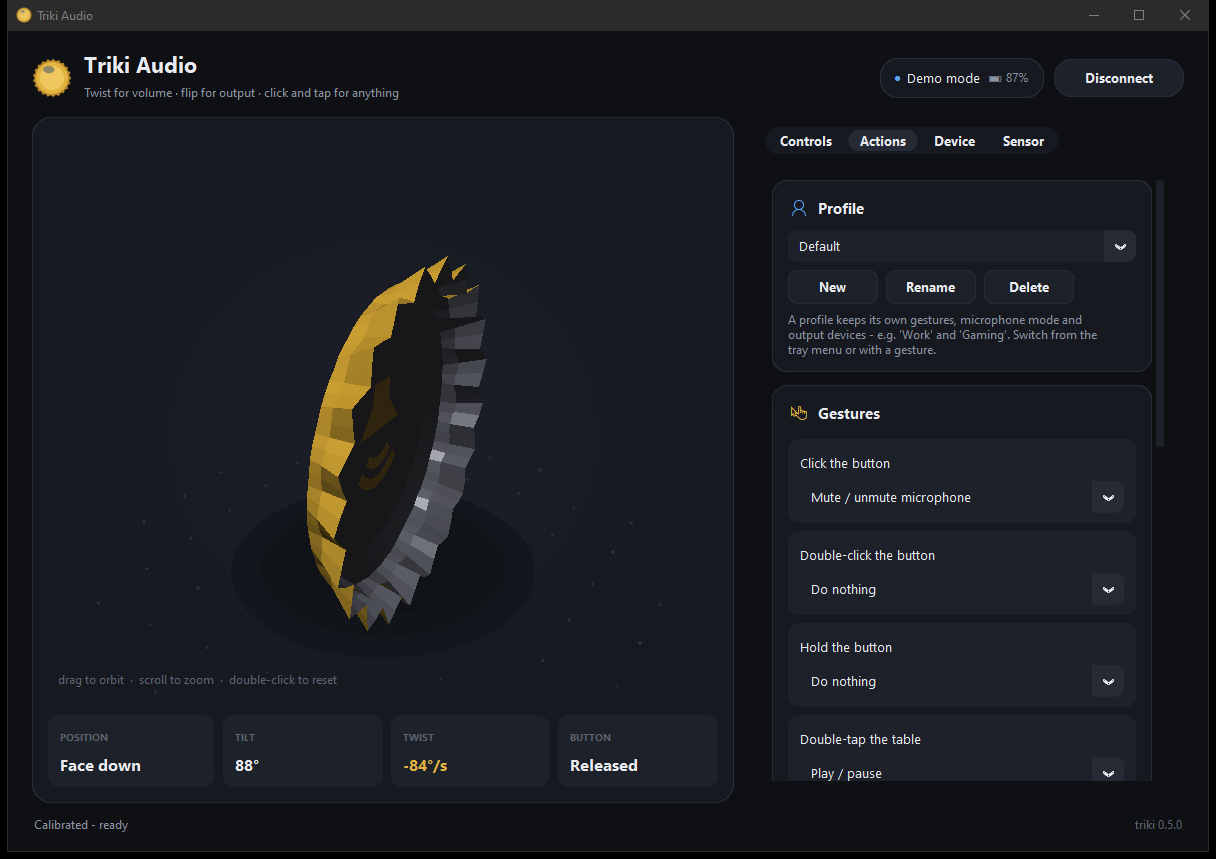 Triki Audio
Triki Audio
Twist for volume · flip for output · click and tap for anything
Demo mode 87%
Disconnect
Controls
Actions
Device
Sensor
Profile
Default
New
Rename
Delete
A profile keeps its own gestures, microphone mode and
output devices - e.g. 'Work' and 'Gaming'. Switch from the
tray menu or with a gesture.
Gestures
Click the button
Mute / unmute microphone
Double-click the button
Do nothing
Hold the button
Do nothing
Double-tap the table
Play / pause
drag to orbit · scroll to zoom · double-click to reset
POSITION
Face down
TILT
88°
TWIST
-84°/s
BUTTON
Released
Calibrated - ready
triki 0.5.0